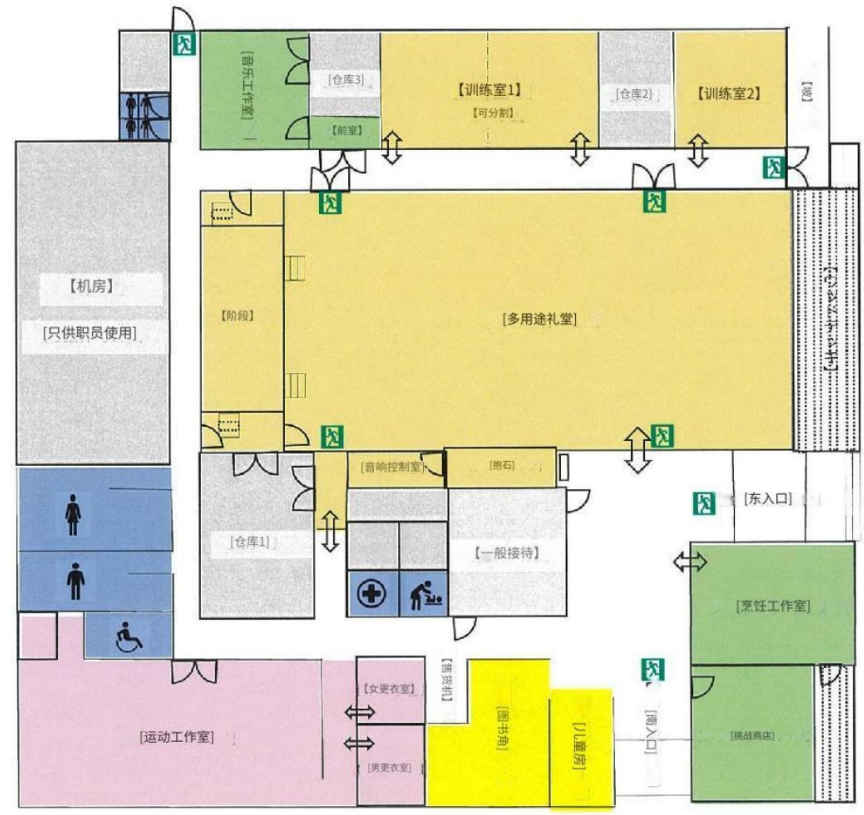 [音乐工作室]
[仓库3]
【前室】
【训练室1】
【可分割】
[仓库2]
【训练室2】
【机房】
[只供职员使用]
【阶段】
[多用途礼堂]
[音响控制室]
[抱石]
[东入口]
[仓库1]
【一般接待】
[烹饪工作室]
【女更衣室】
【售货机】
[图书角]
[儿童房]
[南入口]
[运动工作室]
[男更衣室]
[挑战商店]